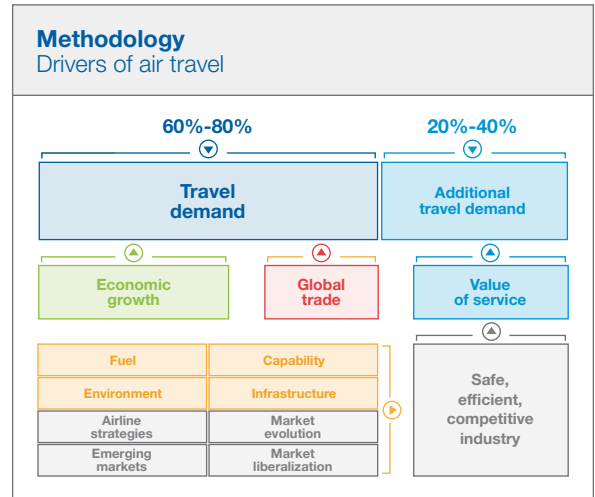 Methodology
Drivers of air travel
60%-80%
20%-40%
Travel
demand
Additional
travel demand
Economic
growth
Global
trade
Value
of service
Fuel
Capability
Environment
Infrastructure
Airline
strategies
Market
evolution
Emerging
markets
Market
liberalization
Safe,
efficient,
competitive
industry